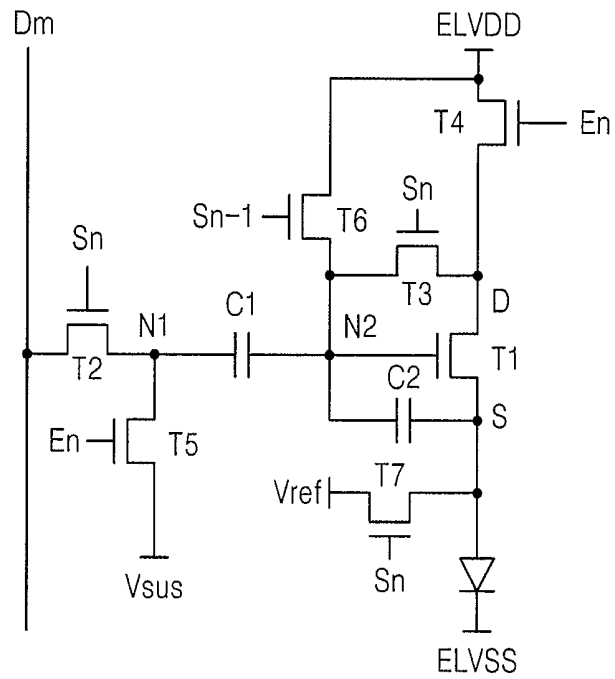 Dm
ELVDD
T4
En
Sn
Sn-1
T6
Sn
T3
D
N1
C1
N2
T2
T1
C2
S
En
T5
T7
Vref
Vsus
Sn
ELVSS